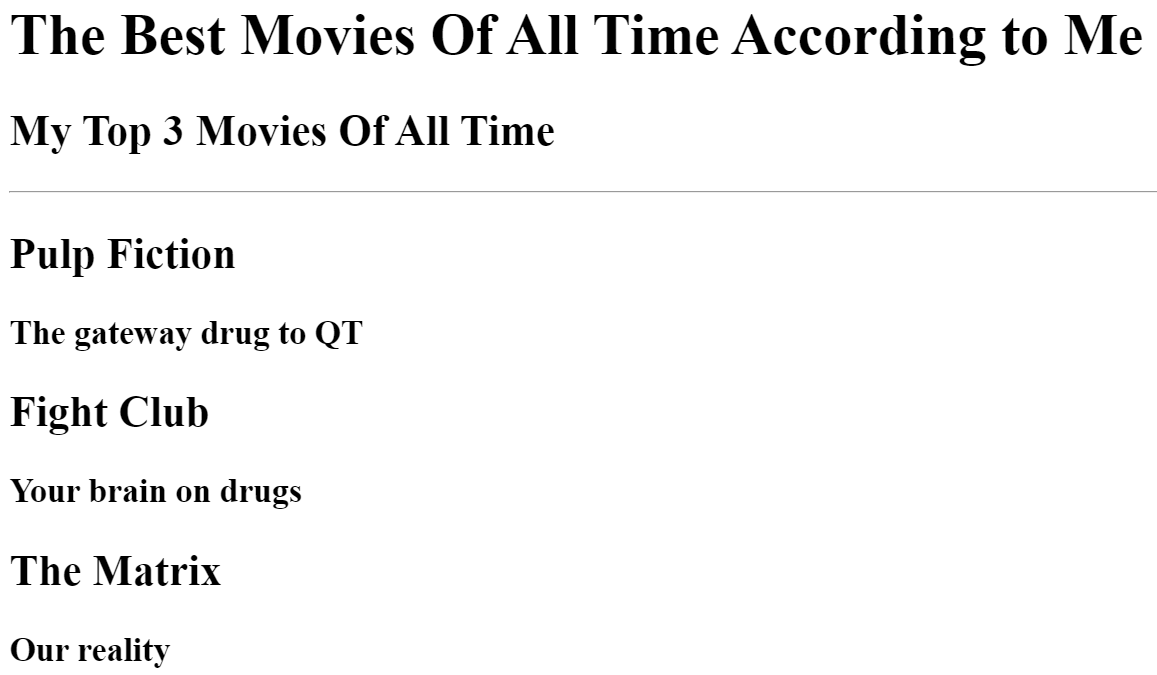 The Best Movies Of All Time According to Me
My Top 3 Movies Of All Time
Pulp Fiction
The gateway drug to QT
Fight Club
Your brain on drugs
The Matrix
Our reality